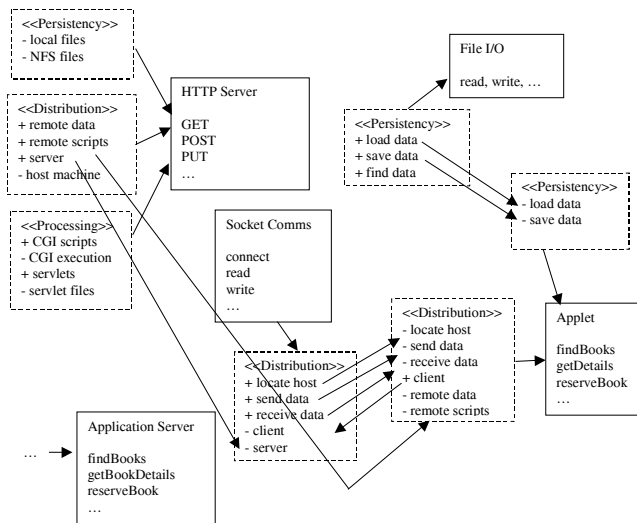 <<Persistency>>
- local files
- NFS files
<<Distribution>>
+ remote data
+ remote scripts
+ server
- host machine
<<Processing>>
+ CGI scripts
- CGI execution
+ servlets
- servlet files
HTTP Server
GET
POST
PUT
…
File I/O
read, write, …
<<Persistency>>
+ load data
+ save data
+ find data
<<Persistency>>
- load data
- save data
Socket Comms
connect
read
write
…
<<Distribution>>
+ locate host
+ send data
+ receive data
- client
- server
<<Distribution>>
- locate host
- send data
- receive data
+ client
- remote data
- remote scripts
Applet
findBooks
getDetails
reserveBook
…
…
Application Server
findBooks
getBookDetails
reserveBook
…